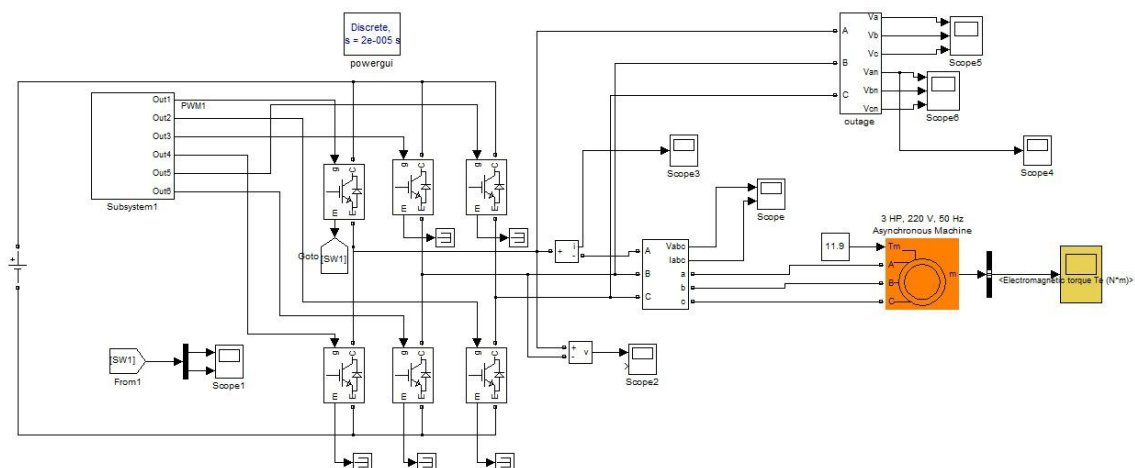 Discrete,
s = 2e-005 s
powergui
Va
Vb
Vc
Van
Vbn
Vcn
A
B
C
outage
Scope5
Scope6
Scope4
Out1
Out2
Out3
Out4
Out5
Out6
PWM1
Subsystem1
g
C
m
E
g
C
m
E
g
C
m
E
Goto
[SW1]
+
i
-
Scope3
A
B
C
Vabc
Iabc
a
b
c
Scope
3 HP, 220 V, 50 Hz
Asynchronous Machine
11.9
Tm
A
B
C
m
<Electromagnetic torque Te (N*m)>
+
-
v
Scope2
[SW1]
From1
Scope1
g
C
m
E
g
C
m
E
g
C
m
E
+